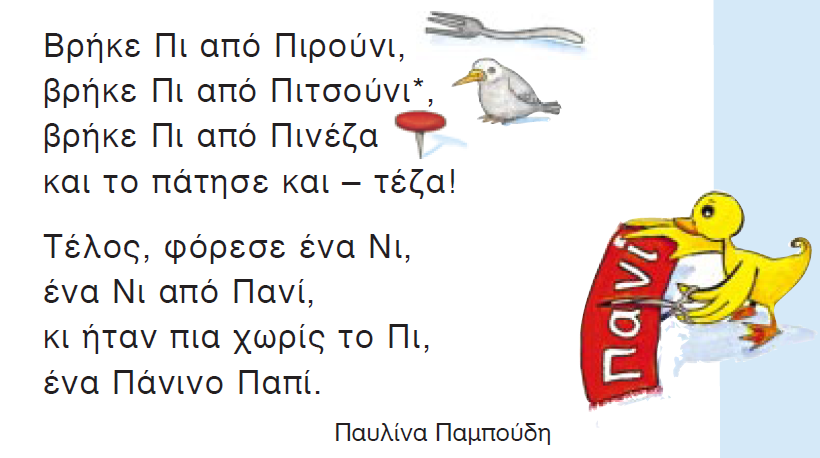 Βρήκε Πι από Πιρούνι,
βρήκε Πι από Πιτσούνι*,
βρήκε Πι από Πινέζα
και το πάτησε και – τέζα!
Τέλος, φόρεσε ένα Νι,
ένα Νι από Πανί,
κι ήταν πια χωρίς το Πι,
ένα Πάνινο Παπί.
Παυλίνα Παμπούδη
πανί